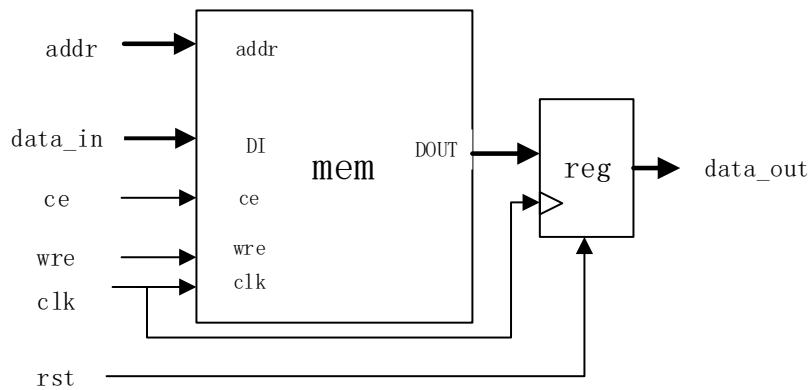 addr
data_in
ce
wre
clk
rst
addr
DI
ce
wre
clk
mem
DOUT
reg
data_out